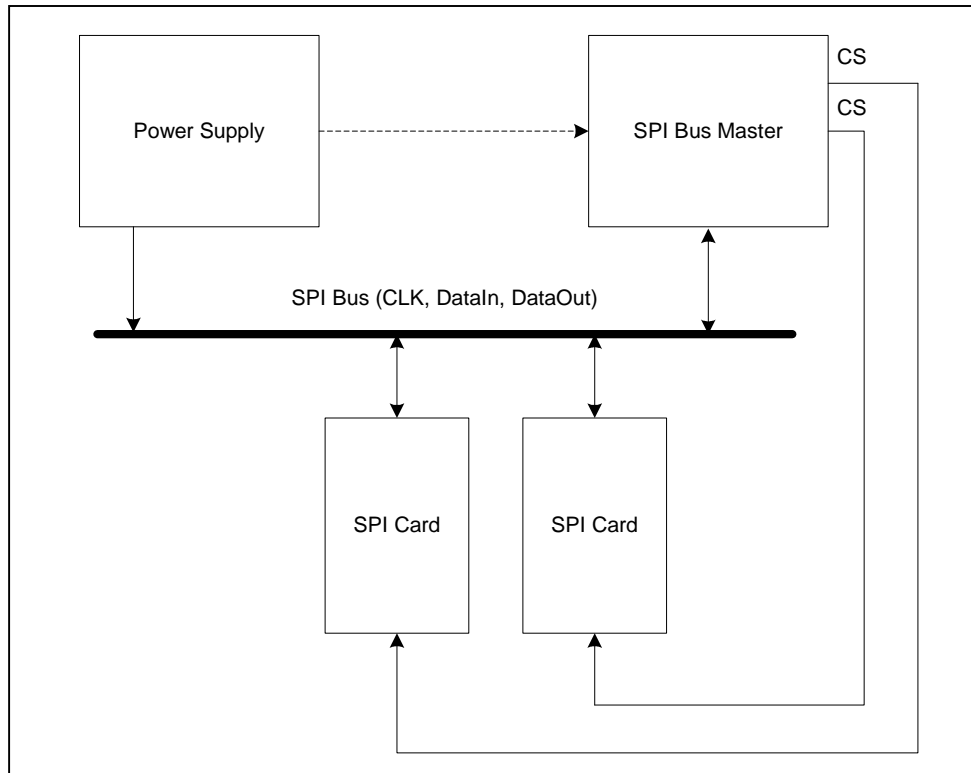 CS
CS
Power Supply
SPI Bus Master
SPI Bus (CLK, DataIn, DataOut)
SPI Card
SPI Card